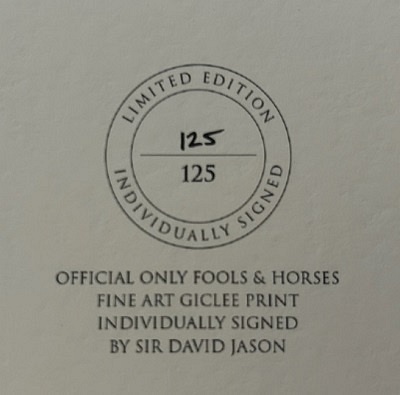 LIMITED EDITION
125
125
INDIVIDUALLY SIGNED
OFFICIAL ONLY FOOLS & HORSES
FINE ART GICLEE PRINT
INDIVIDUALLY SIGNED
BY SIR DAVID JASON